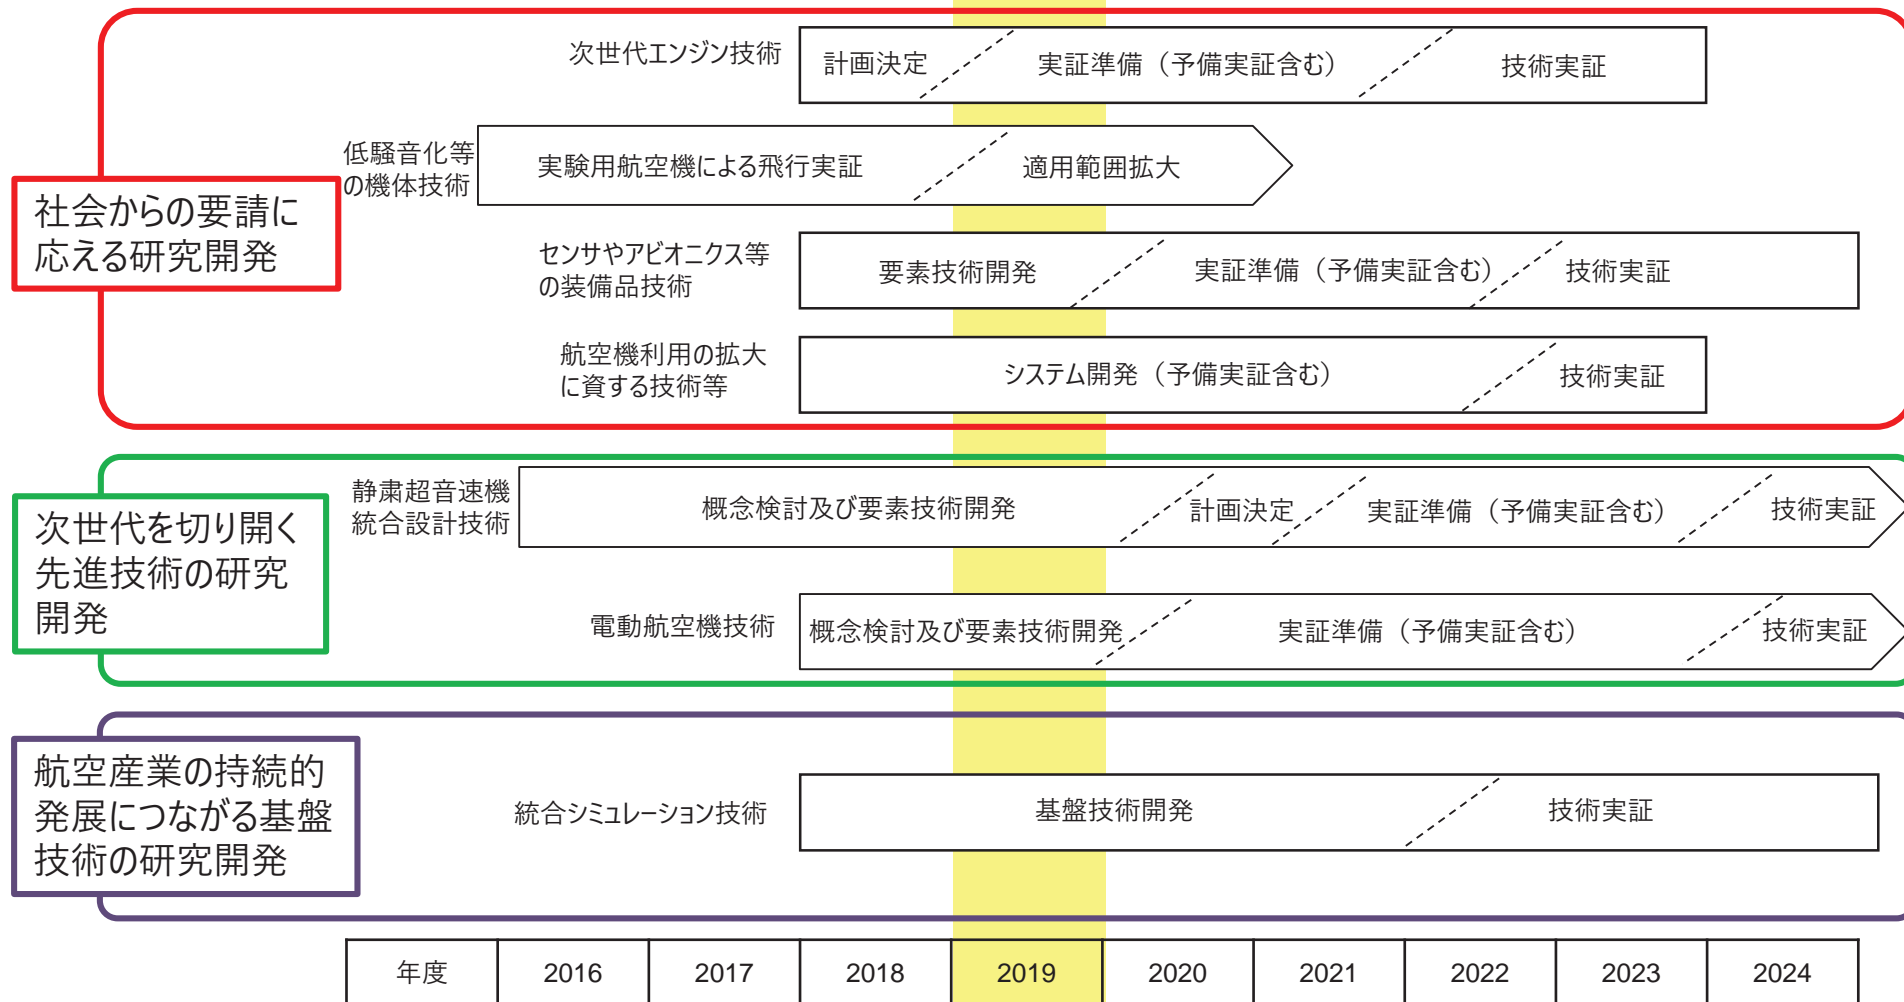 次世代エンジン技術
計画決定
実証準備（予備実証含む）
技術実証
低騒音化等
の機体技術
実験用航空機による飛行実証
適用範囲拡大
社会からの要請に
応える研究開発
センサやアビオニクス等
の装備品技術
要素技術開発
実証準備（予備実証含む）
技術実証
航空機利用の拡大
に資する技術等
システム開発（予備実証含む）
技術実証
次世代を切り開く
先進技術の研究
開発
静粛超音速機
統合設計技術
概念検討及び要素技術開発
計画決定
実証準備（予備実証含む）
技術実証
電動航空機技術
概念検討及び要素技術開発
実証準備（予備実証含む）
技術実証
航空産業の持続的
発展につながる基盤
技術の研究開発
統合シミュレーション技術
基盤技術開発
技術実証
年度 2016 2017 2018 2019 2020 2021 2022 2023 2024